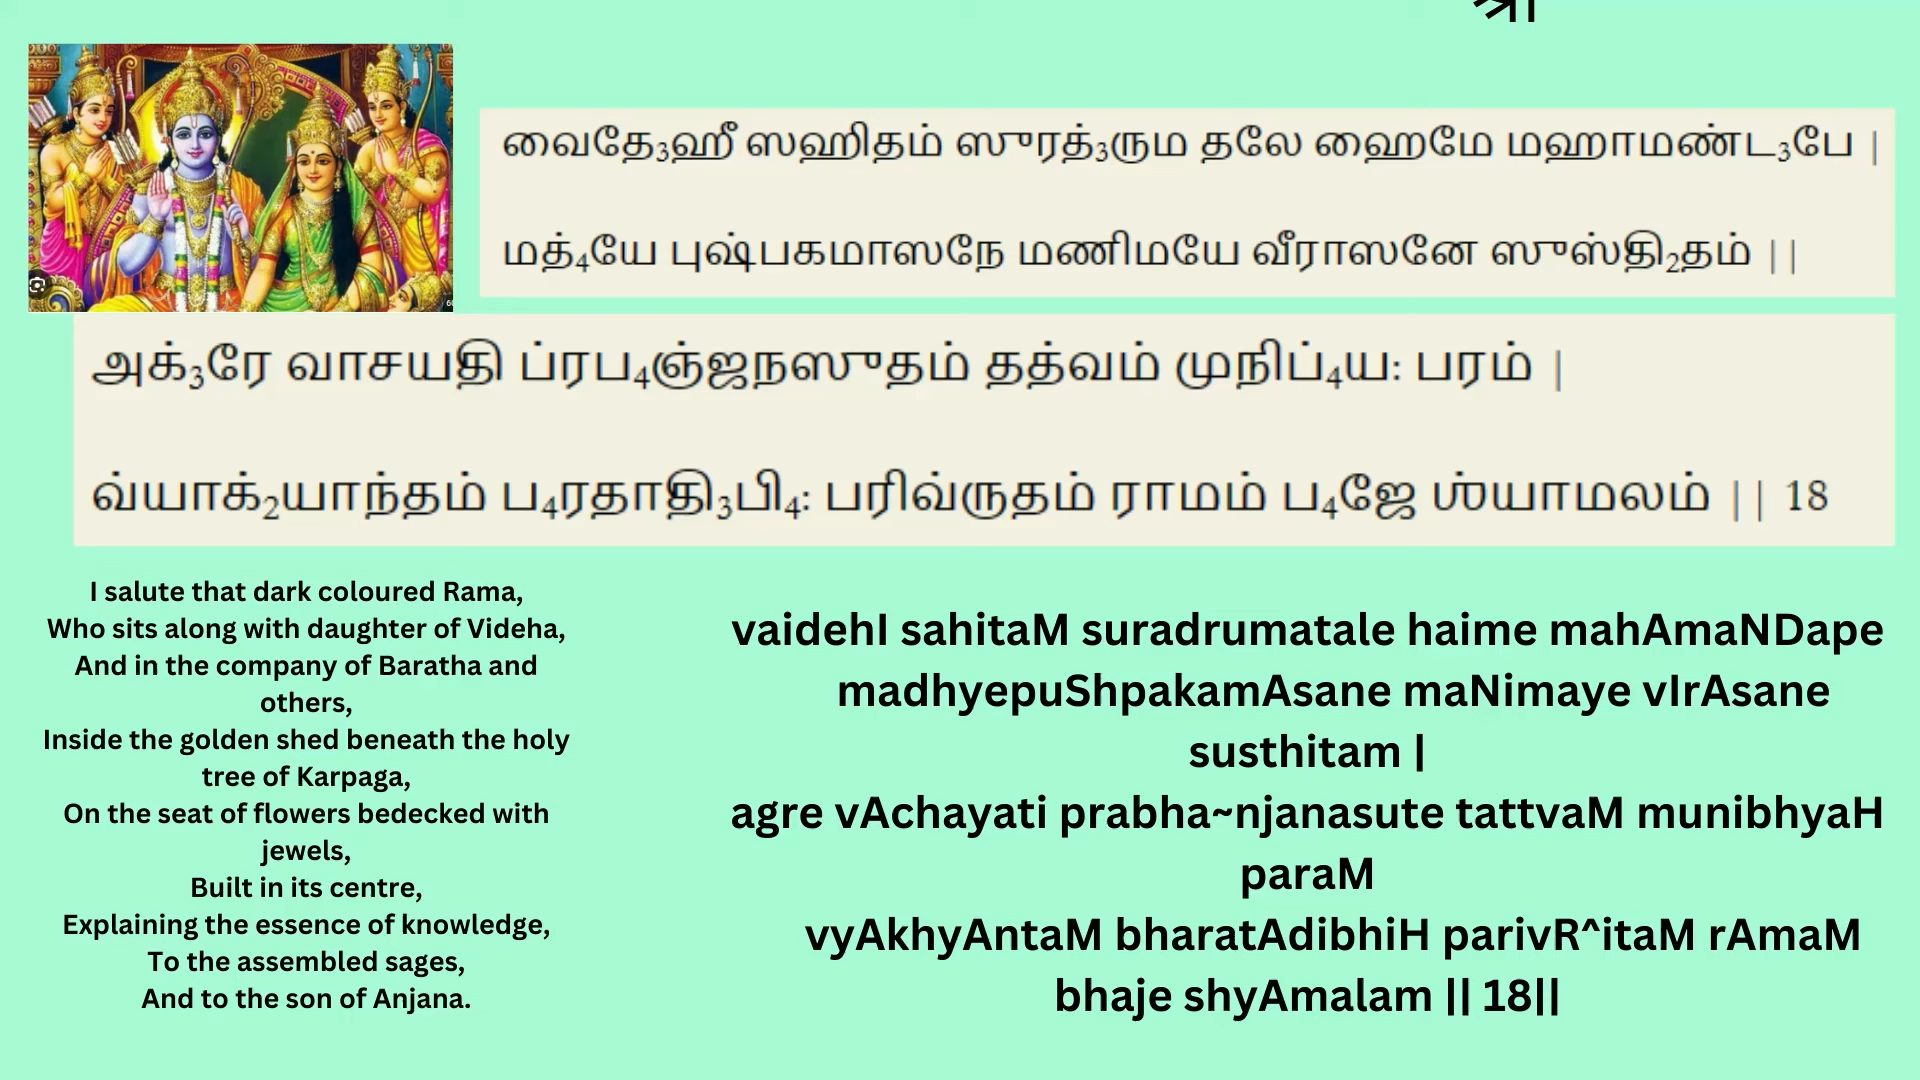 श्री
வைதே₃ஹீ ஸஹிதம் ஸுரத்₃ரும தலே ஹைமே மஹாமண்ட₃பே |
மத்₄யே புஷ்பகமாஸநே மணிமயே வீராஸனே ஸுஸ்தி₂தம் ||
அக்₃ரே வாசயதி ப்ரப₄ஞ்ஜநஸுதம் தத்வம் முநிப்₄ய: பரம் |
வ்யாக்₂யாந்தம் ப₄ரதாதி₃பி₄: பரிவ்ருதம் ராமம் ப₄ஜே ஶ்யாமலம் || 18
I salute that dark coloured Rama,
Who sits along with daughter of Videha,
And in the company of Baratha and
others,
Inside the golden shed beneath the holy
tree of Karpaga,
On the seat of flowers bedecked with
jewels,
Built in its centre,
Explaining the essence of knowledge,
To the assembled sages,
And to the son of Anjana.
vaidehI sahitaM suradrumatale haime mahAmaNDape
madhyepuShpakamAsane maNimaye vIrAsane
susthitam |
agre vAchayati prabha~njanasute tattvaM munibhyaH
paraM
vyAkhyAntaM bharatAdibhiH parivR^itaM rAmaM
bhaje shyAmalam || 18||